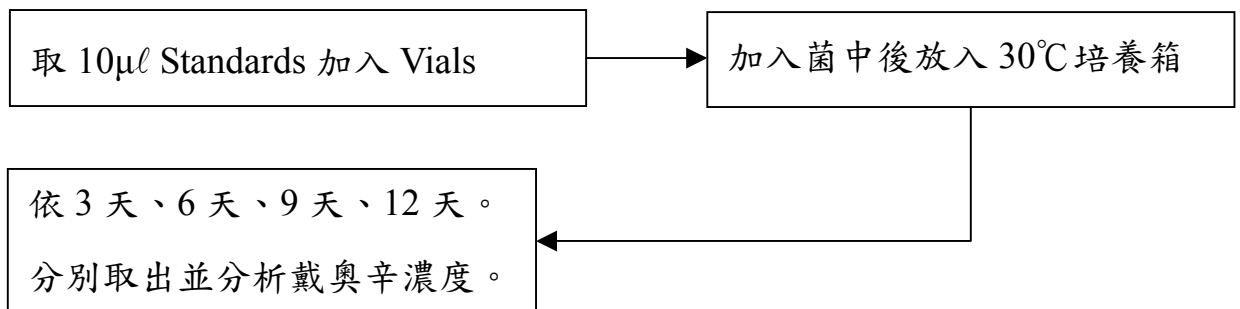 取 10μℓ Standards 加入 Vials
加入菌中後放入 30℃培養箱
依 3 天、6 天、9 天、12 天。
分別取出並分析戴奧辛濃度。